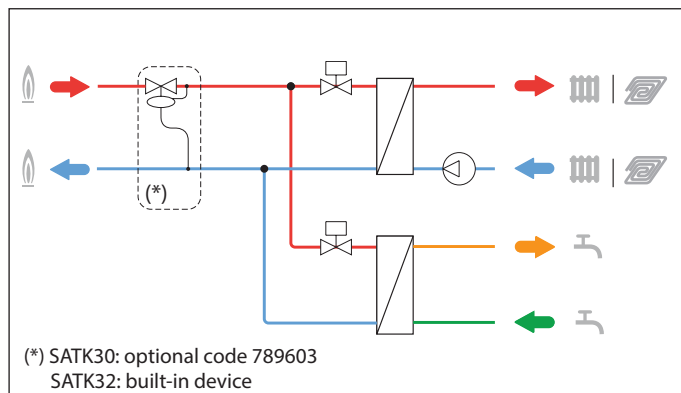 (*)
(*) SATK30: optional code 789603
SATK32: built-in device